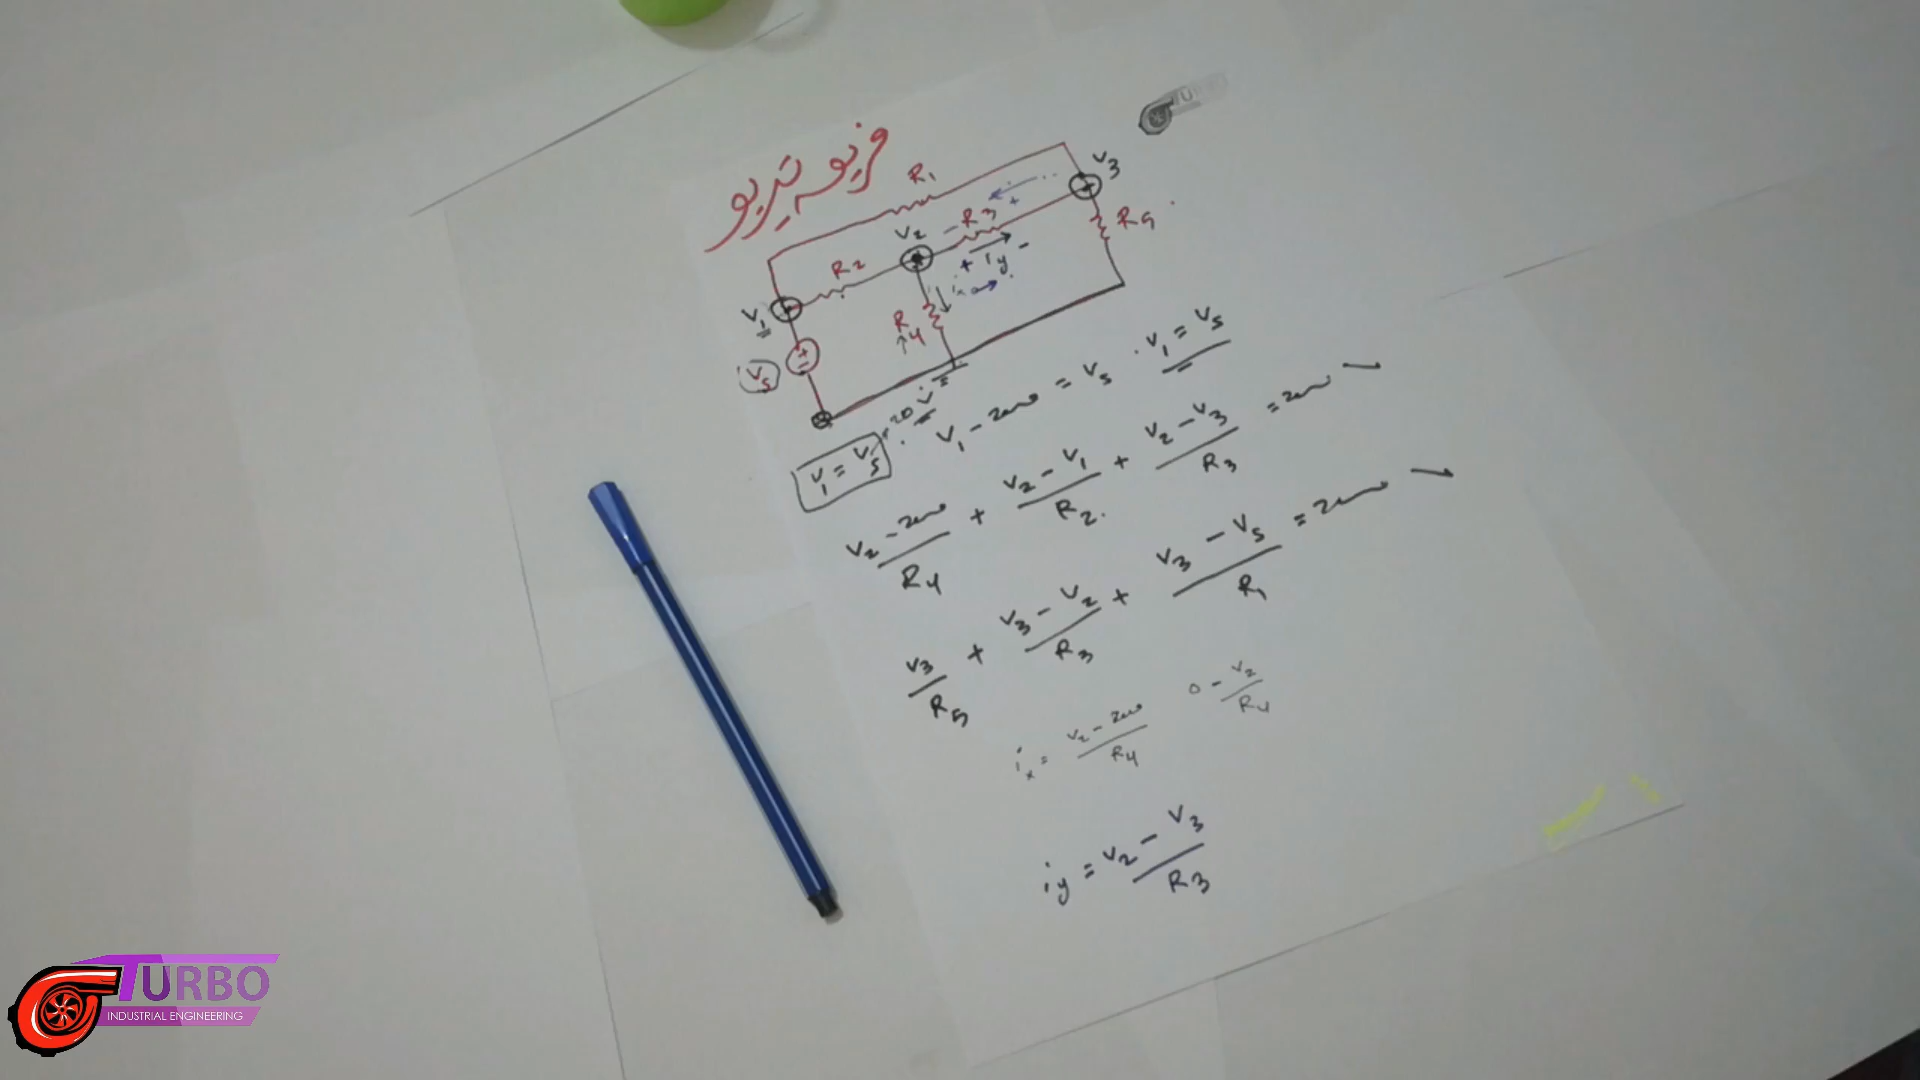 فريق تيربو
R1
V3
R3
- +
R5
V2
+ iy -
R2
ix
V1
R4
+
-
Vs
V1 - zero = Vs . V1 = Vs
20 V
V1 = Vs
V2 - zero / R4 + V2 - V1 / R2 + V2 - V3 / R3 = zero
V3 / R5 + V3 - V2 / R3 + V3 - Vs / R1 = zero
ix = V2 - zero / R4
0 - V2 / R4
iy = V2 - V3 / R3
TURBO
INDUSTRIAL ENGINEERING